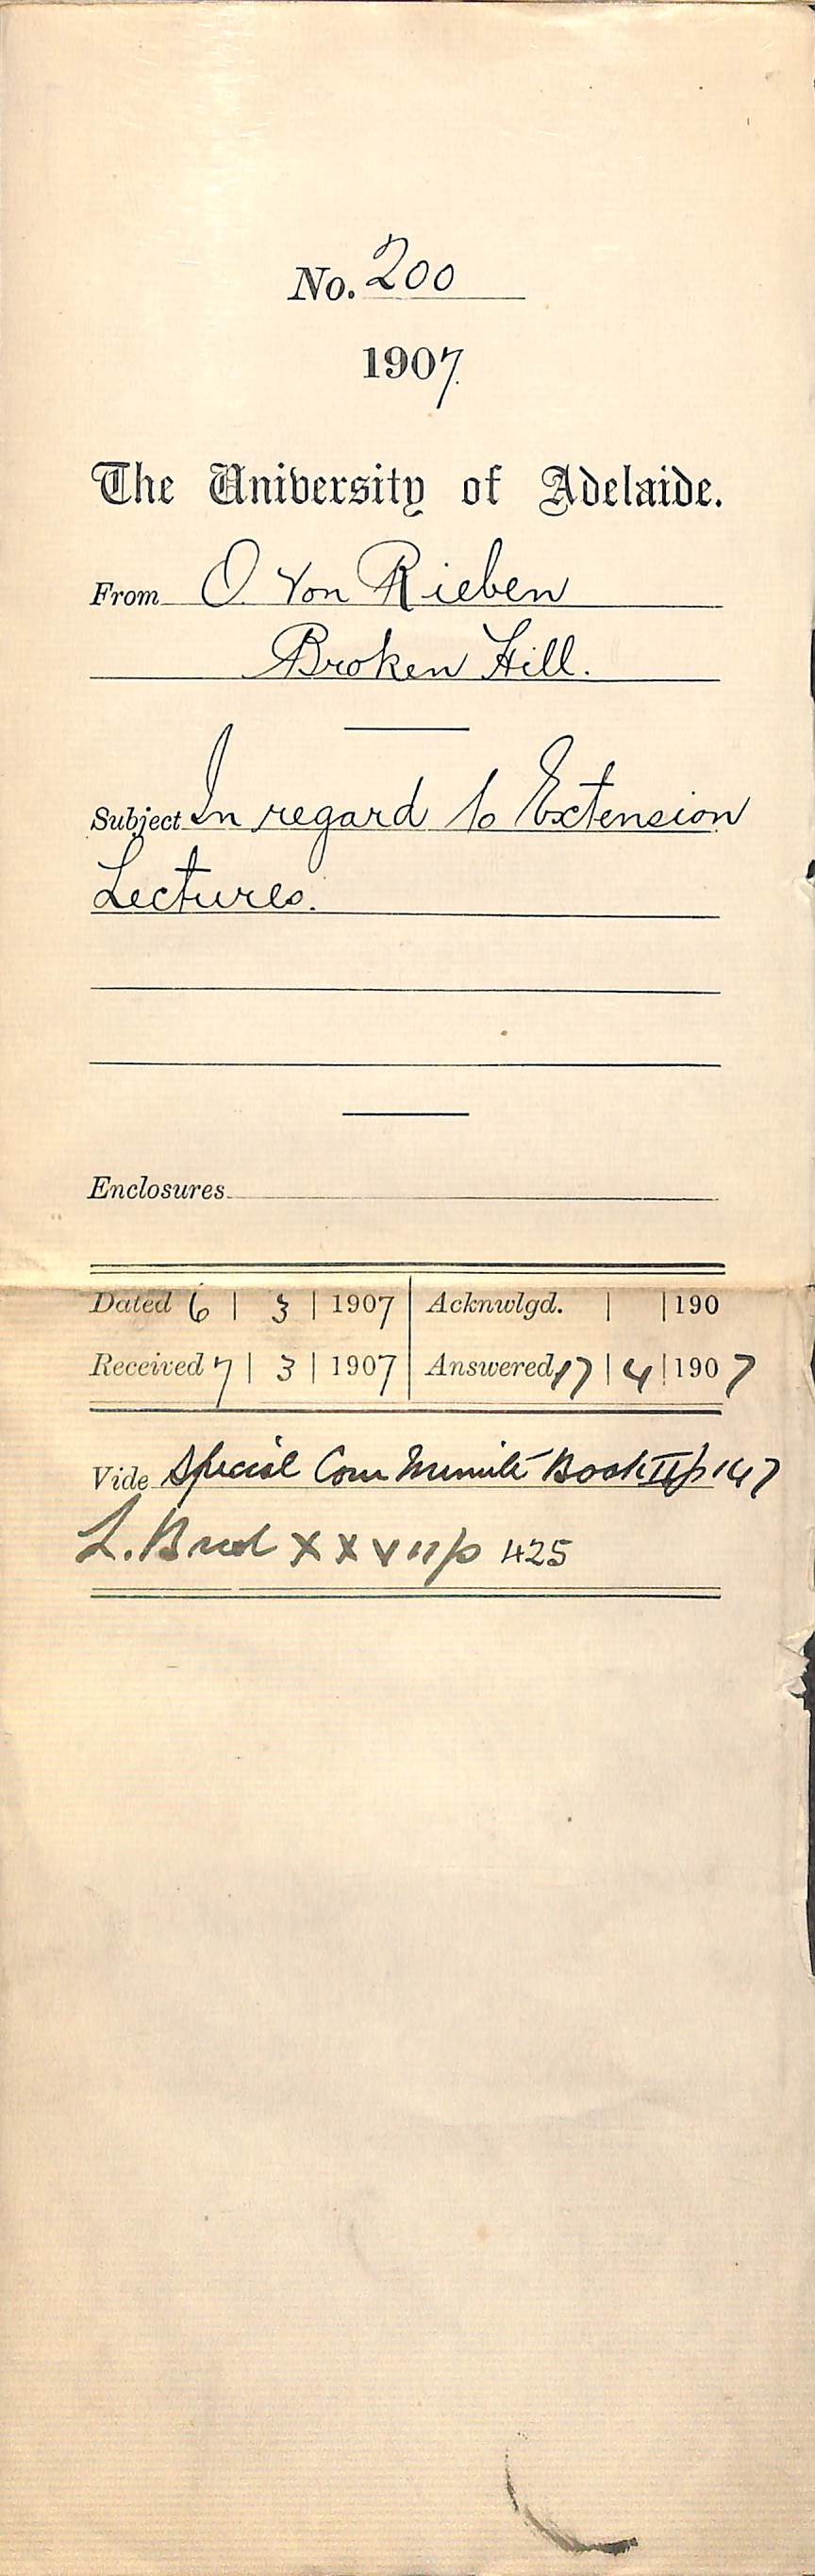 No. 200
1907
The University of Adelaide.
From O. Von Rieben
Broken Hill.
Subject In regard to Extension
Lectures.
Enclosures
Dated 6 | 3 | 1907 | Acknwlgd. | | 190
Received 7 | 3 | 1907 | Answered 17 | 4 | 1907
Vide Special Com Minute Book II p 147
L. Book XXVII p 425